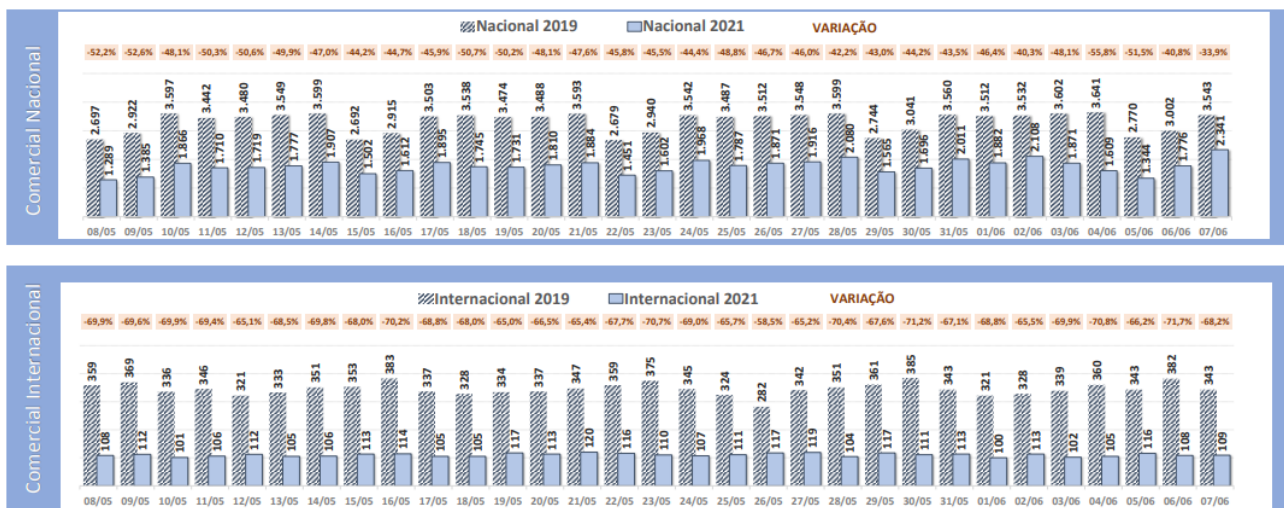 Comercial Nacional
Nacional 2019 Nacional 2021 VARIAÇÃO
-52,2% -52,6% -48,1% -50,3% -50,6% -49,9% -47,0% -44,2% -44,7% -45,9% -50,7% -50,2% -48,1% -47,6% -45,8% -45,5% -44,4% -48,8% -46,7% -46,0% -42,2% -43,0% -44,2% -43,5% -46,4% -40,3% -48,1% -55,8% -51,5% -40,8% -33,9%
2.697 2.922 3.597 3.442 3.480 3.549 3.599 2.692 2.915 3.503 3.538 3.474 3.488 3.593 2.679 2.940 3.542 3.487 3.512 3.548 3.599 2.744 3.041 3.560 3.512 3.532 3.602 3.641 2.770 3.002 3.543
1.289 1.385 1.866 1.710 1.719 1.777 1.907 1.502 1.612 1.895 1.745 1.731 1.810 1.884 1.451 1.602 1.968 1.787 1.871 1.916 2.080 1.565 1.696 2.011 1.882 2.108 1.871 1.609 1.344 1.776 2.341
08/05 09/05 10/05 11/05 12/05 13/05 14/05 15/05 16/05 17/05 18/05 19/05 20/05 21/05 22/05 23/05 24/05 25/05 26/05 27/05 28/05 29/05 30/05 31/05 01/06 02/06 03/06 04/06 05/06 06/06 07/06
Comercial Internacional
Internacional 2019 Internacional 2021 VARIAÇÃO
-69,9% -69,6% -69,9% -69,4% -65,1% -68,5% -69,8% -68,0% -70,2% -68,8% -68,0% -65,0% -66,5% -65,4% -67,7% -70,7% -69,0% -65,7% -58,5% -65,2% -70,4% -67,6% -71,2% -67,1% -68,8% -65,5% -69,9% -70,8% -66,2% -71,7% -68,2%
359 369 336 346 321 333 351 353 383 337 328 334 337 347 359 375 345 324 282 342 351 361 385 343 321 328 339 360 343 382 343
108 112 101 106 112 105 106 113 114 105 105 117 113 120 116 110 107 111 117 119 104 117 111 113 100 113 102 105 116 108 109
08/05 09/05 10/05 11/05 12/05 13/05 14/05 15/05 16/05 17/05 18/05 19/05 20/05 21/05 22/05 23/05 24/05 25/05 26/05 27/05 28/05 29/05 30/05 31/05 01/06 02/06 03/06 04/06 05/06 06/06 07/06